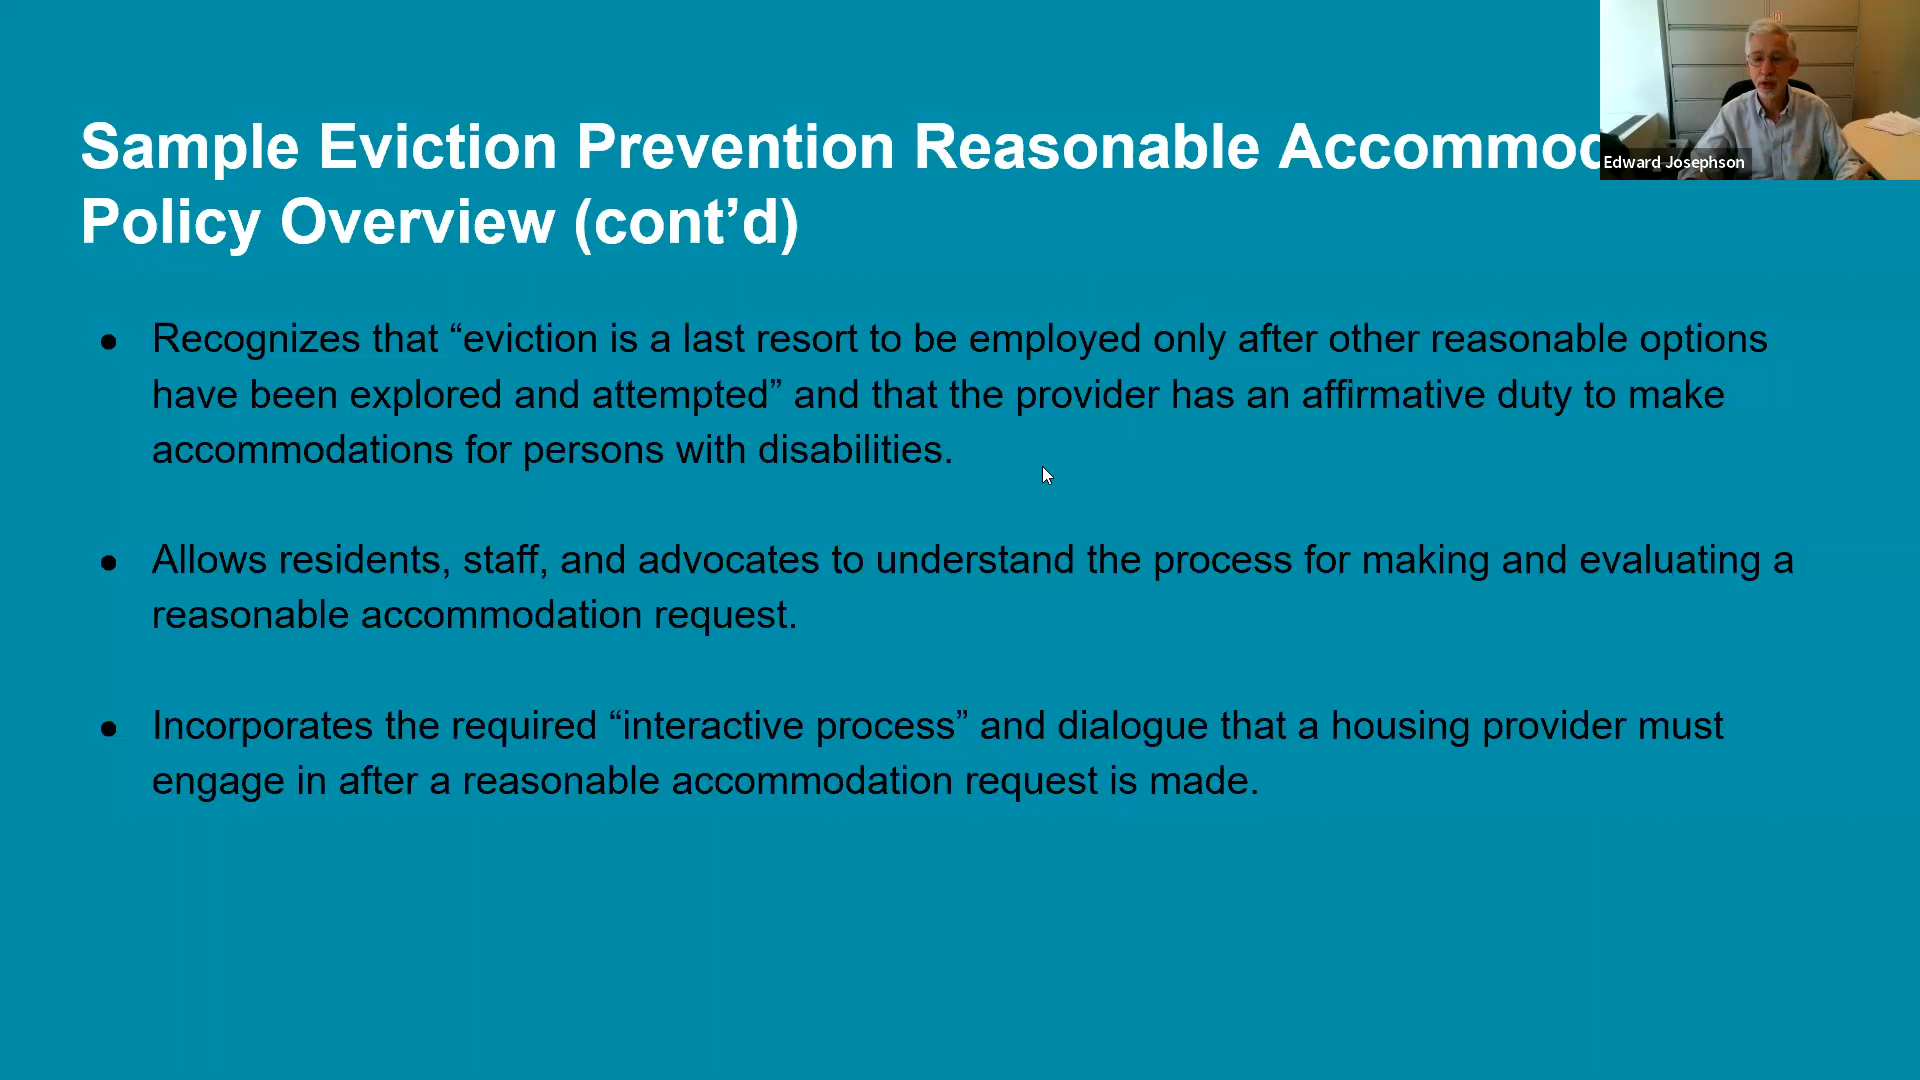 Sample Eviction Prevention Reasonable Accommod
Policy Overview (cont’d)
Edward Josephson
● Recognizes that “eviction is a last resort to be employed only after other reasonable options
have been explored and attempted” and that the provider has an affirmative duty to make
accommodations for persons with disabilities.
● Allows residents, staff, and advocates to understand the process for making and evaluating a
reasonable accommodation request.
● Incorporates the required “interactive process” and dialogue that a housing provider must
engage in after a reasonable accommodation request is made.